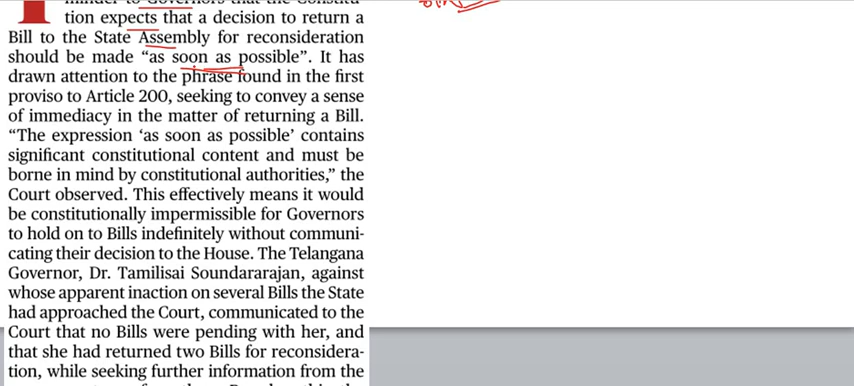 minder to Governors that the Constitu-
tion expects that a decision to return a
Bill to the State Assembly for reconsideration
should be made “as soon as possible”. It has
drawn attention to the phrase found in the first
proviso to Article 200, seeking to convey a sense
of immediacy in the matter of returning a Bill.
“The expression ‘as soon as possible’ contains
significant constitutional content and must be
borne in mind by constitutional authorities,” the
Court observed. This effectively means it would
be constitutionally impermissible for Governors
to hold on to Bills indefinitely without communi-
cating their decision to the House. The Telangana
Governor, Dr. Tamilisai Soundararajan, against
whose apparent inaction on several Bills the State
had approached the Court, communicated to the
Court that no Bills were pending with her, and
that she had returned two Bills for reconsidera-
tion, while seeking further information from the